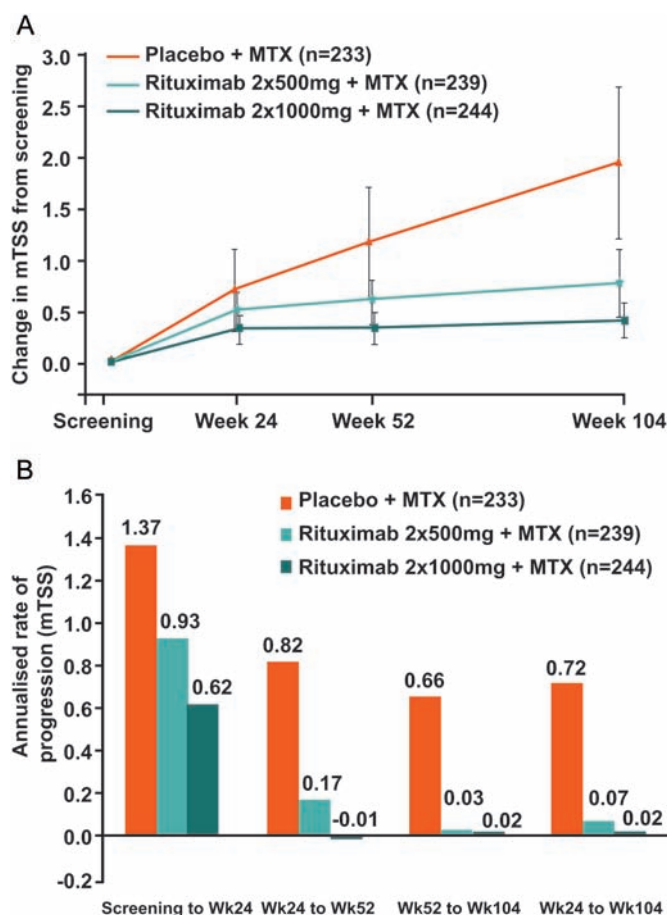 A
Placebo + MTX (n=233)
Rituximab 2x500mg + MTX (n=239)
Rituximab 2x1000mg + MTX (n=244)
Change in mTSS from screening
3.0
2.5
2.0
1.5
1.0
0.5
0.0
Screening Week 24 Week 52 Week 104
B
Placebo + MTX (n=233)
Rituximab 2x500mg + MTX (n=239)
Rituximab 2x1000mg + MTX (n=244)
Annualised rate of
progression (mTSS)
1.6
1.4
1.2
1.0
0.8
0.6
0.4
0.2
0.0
-0.2
1.37
0.93
0.62
0.82
0.17
-0.01
0.66
0.03
0.02
0.72
0.07
0.02
Screening to Wk24 Wk24 to Wk52 Wk52 to Wk104 Wk24 to Wk104